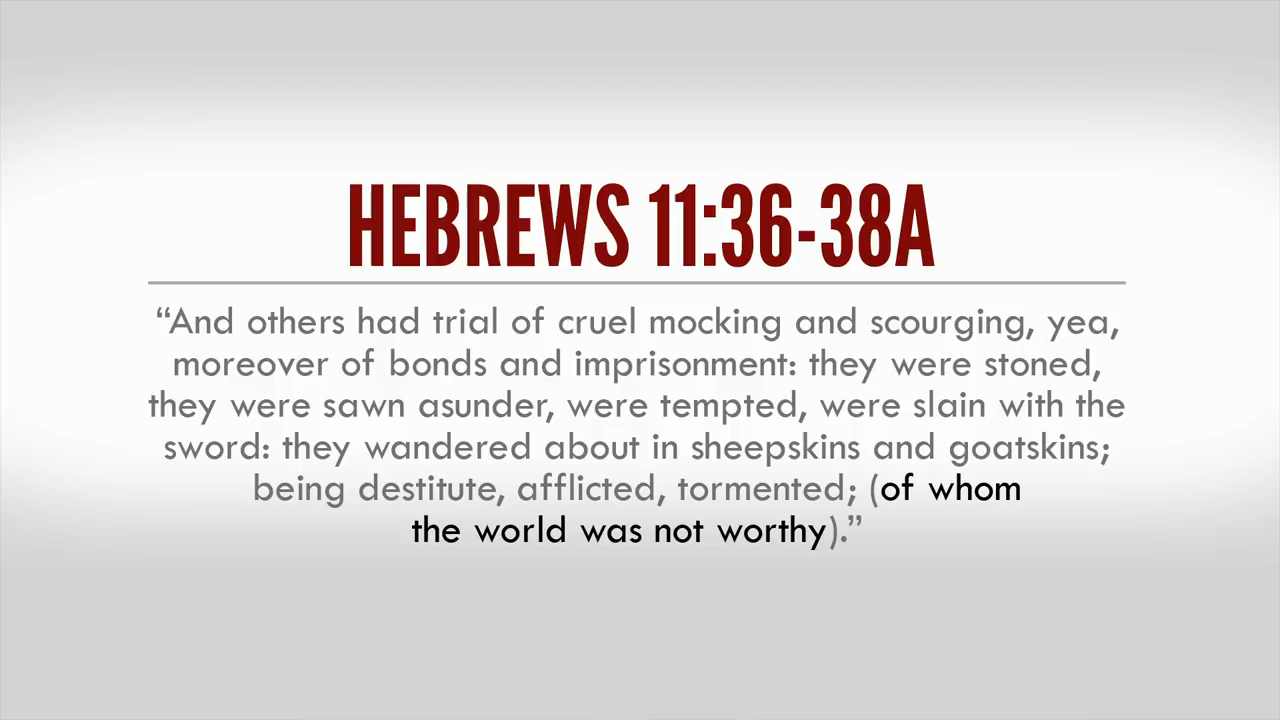 HEBREWS 11:36-38A
“And others had trial of cruel mocking and scourging, yea,
moreover of bonds and imprisonment: they were stoned,
they were sawn asunder, were tempted, were slain with the
sword: they wandered about in sheepskins and goatskins;
being destitute, afflicted, tormented; (of whom
the world was not worthy).”